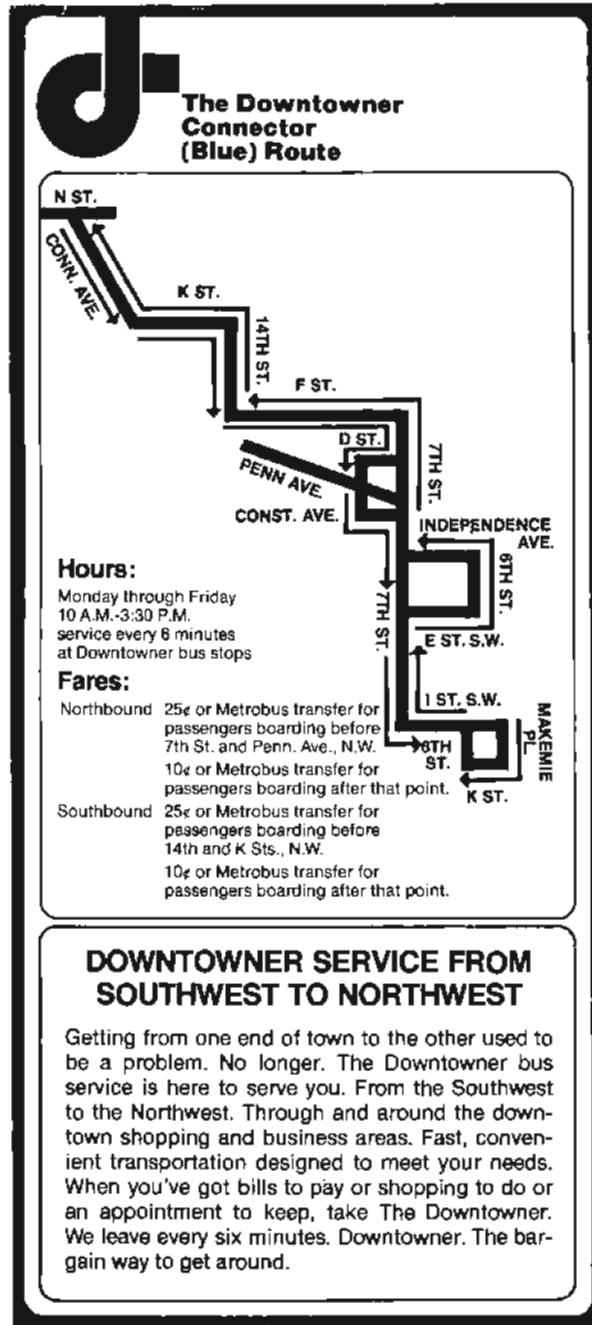 The Downtowner
Connector
(Blue) Route
N ST.
CONN. AVE.
K ST.
14TH ST.
F ST.
D ST.
PENN AVE.
7TH ST.
CONST. AVE.
INDEPENDENCE
AVE.
6TH ST.
7TH ST.
E ST. S.W.
I ST. S.W.
6TH
ST.
MAKEMIE
PL.
K ST.
Hours:
Monday through Friday
10 A.M.-3:30 P.M.
service every 6 minutes
at Downtowner bus stops
Fares:
Northbound 25¢ or Metrobus transfer for
passengers boarding before
7th St. and Penn. Ave., N.W.
10¢ or Metrobus transfer for
passengers boarding after that point.
Southbound 25¢ or Metrobus transfer for
passengers boarding before
14th and K Sts., N.W.
10¢ or Metrobus transfer for
passengers boarding after that point.
DOWNTOWNER SERVICE FROM
SOUTHWEST TO NORTHWEST
Getting from one end of town to the other used to
be a problem. No longer. The Downtowner bus
service is here to serve you. From the Southwest
to the Northwest. Through and around the down-
town shopping and business areas. Fast, conven-
ient transportation designed to meet your needs.
When you've got bills to pay or shopping to do or
an appointment to keep, take The Downtowner.
We leave every six minutes. Downtowner. The bar-
gain way to get around.